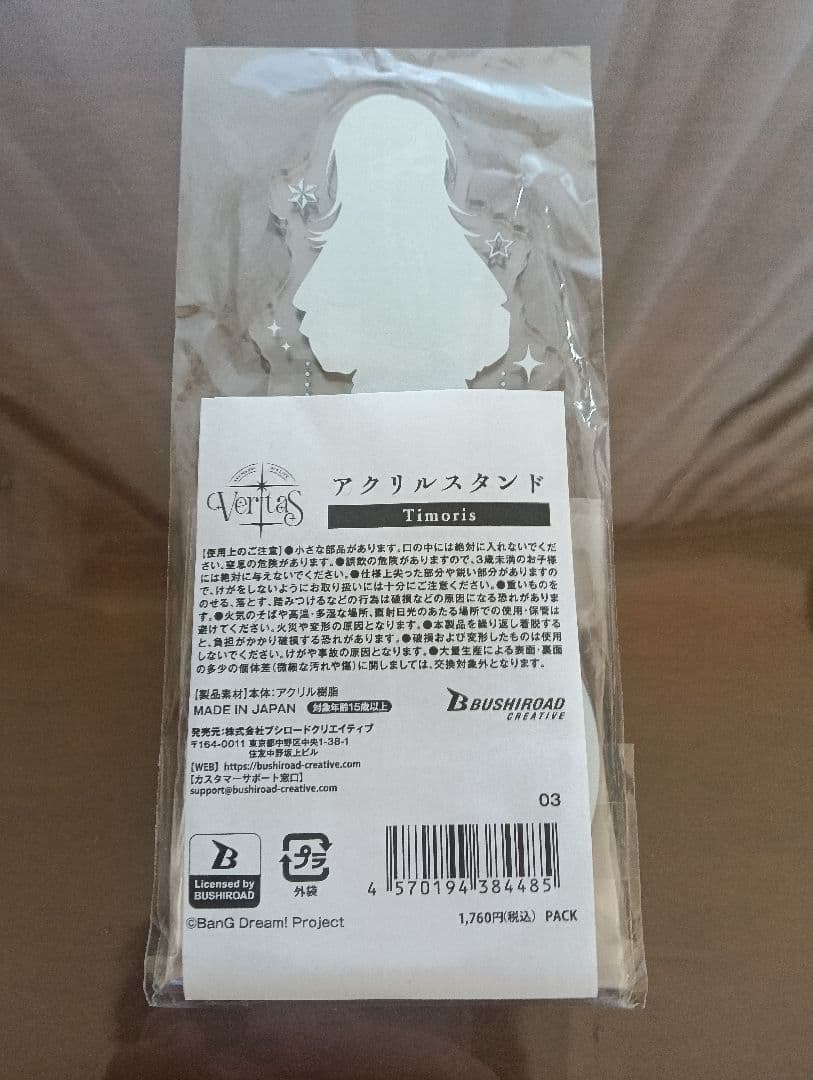 VeritaS
アクリルスタンド
Timoris
【使用上のご注意】●小さな部品があります。口の中には絶対に入れないでくだ
さい。窒息の危険があります。●誤飲の危険がありますので、3歳未満のお子様
には絶対に与えないでください。●仕様上尖った部分や鋭い部分がありますの
で、けがをしないようにお取り扱いには十分にご注意ください。●重いものを
のせる、落とす、踏みつけるなどの行為は破損などの原因になる恐れがありま
す。●火気のそばや高温・多湿な場所、直射日光のあたる場所での使用・保管は
避けてください。火災や変形の原因となります。●本製品を繰り返し着脱する
と、負担がかかり破損する恐れがあります。●破損および変形したものは使用
しないでください。けがや事故の原因となります。●大量生産による表面・裏面
の多少の個体差(微細な汚れや傷)に関しましては、交換対象外となります。
【製品素材】本体:アクリル樹脂
MADE IN JAPAN 対象年齢15歳以上
BUSHIROAD
CREATIVE
発売元:株式会社ブシロードクリエイティブ
〒164-0011 東京都中野区中央1-38-1
住友中野坂上ビル
【WEB】https://bushiroad-creative.com
【カスタマーサポート窓口】
support@bushiroad-creative.com
03
B
Licensed by
BUSHIROAD
プラ
外袋
4 570194 384485
©BanG Dream! Project
1,760円(税込) PACK